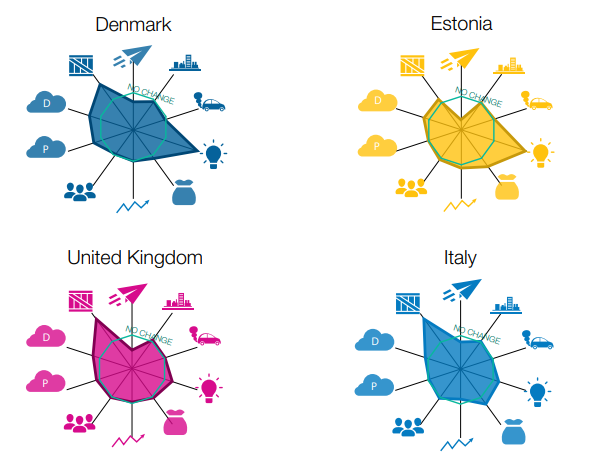 Denmark
Estonia
NO CHANGE
NO CHANGE
D
D
P
P
United Kingdom
Italy
NO CHANGE
NO CHANGE
D
D
P
P